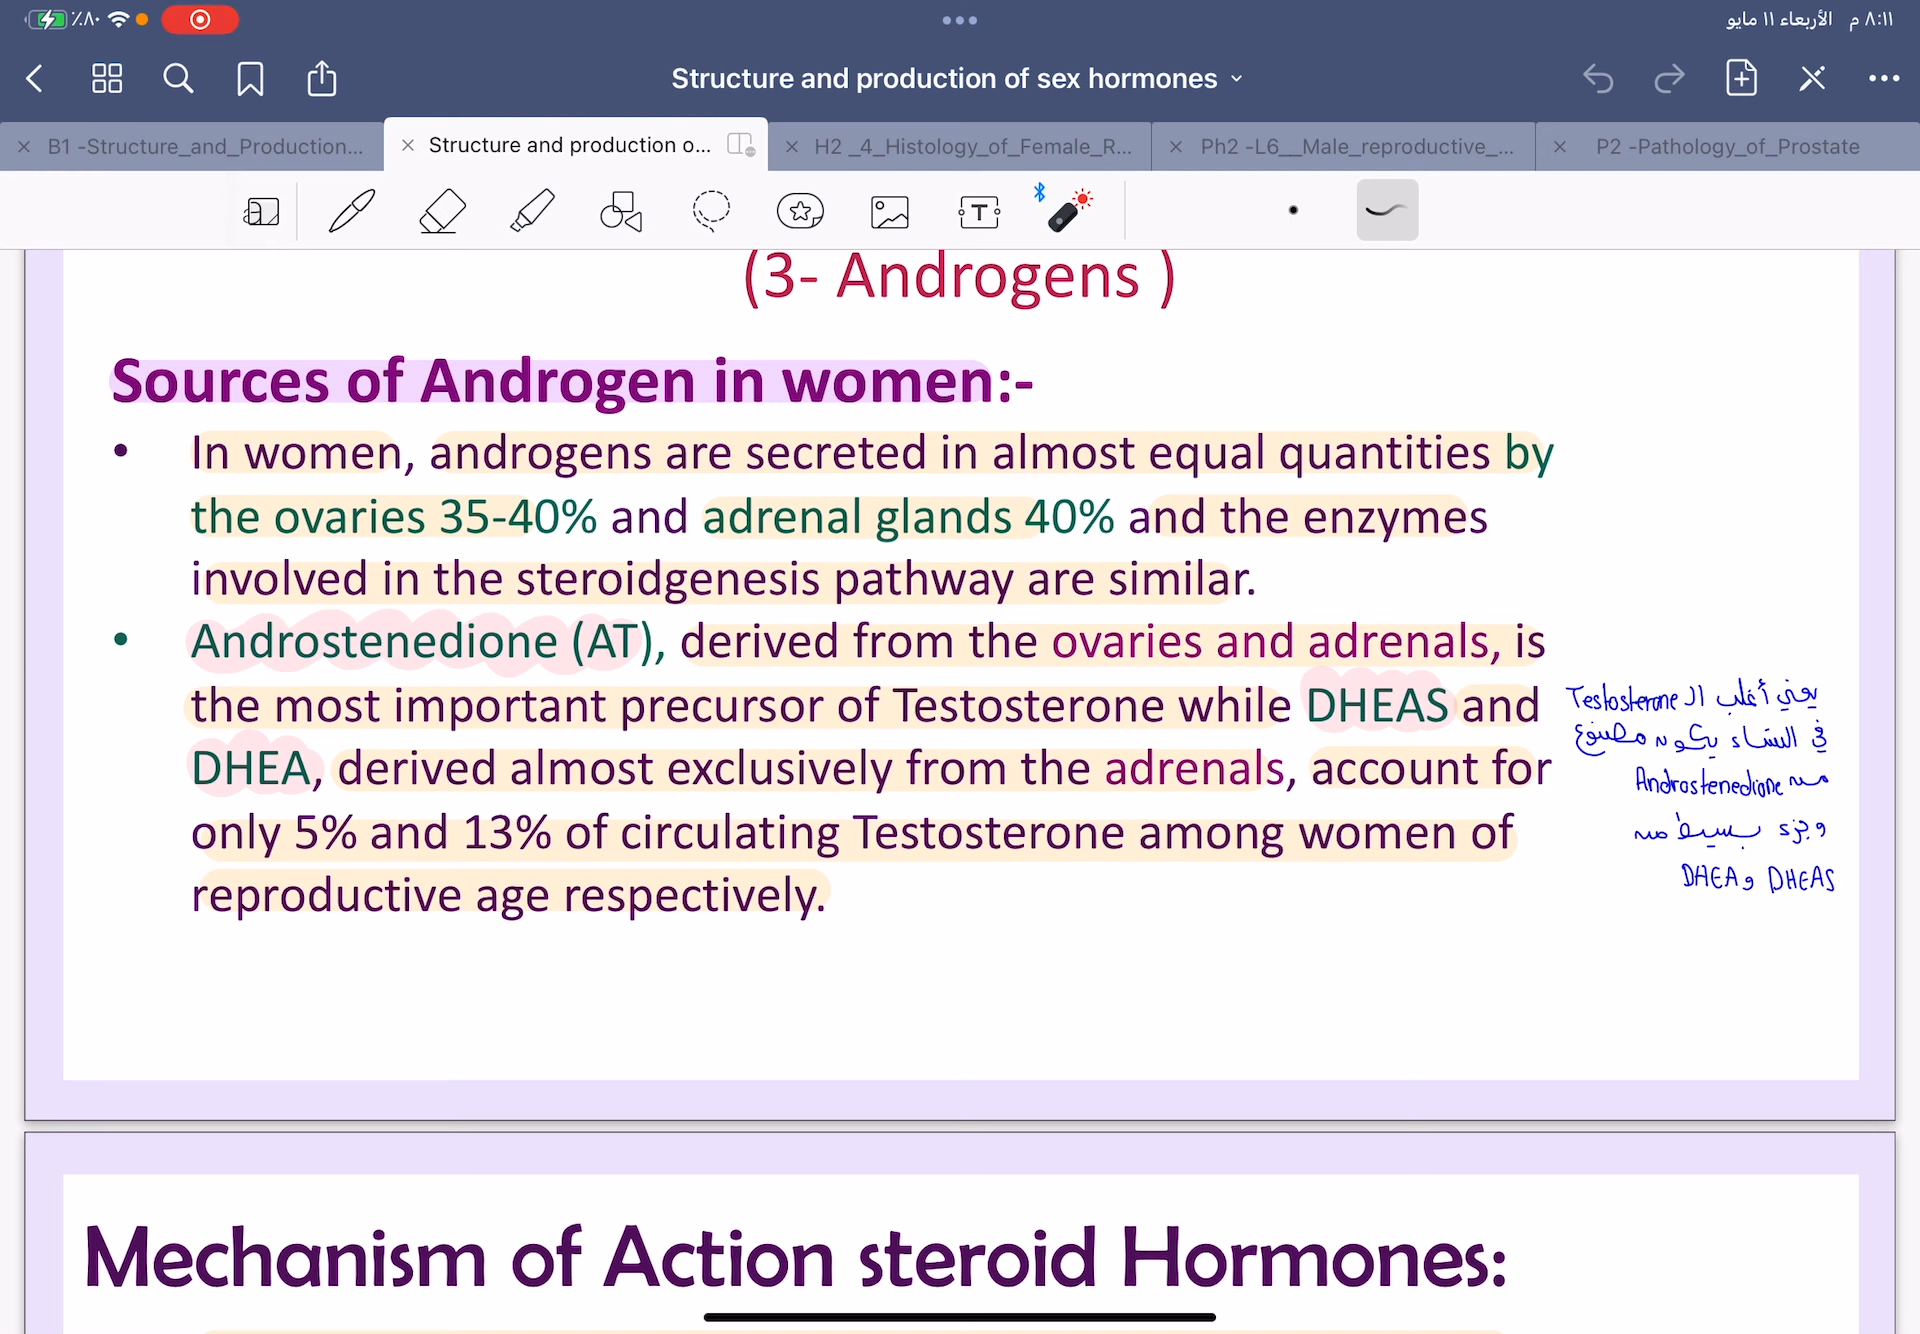 ٪٨٠
٨:١١ م الأربعاء ١١ مايو
Structure and production of sex hormones
B1 -Structure_and_Production...
Structure and production o...
H2 _4_Histology_of_Female_R...
Ph2 -L6__Male_reproductive_...
P2 -Pathology_of_Prostate
(3- Androgens )
Sources of Androgen in women:-
• In women, androgens are secreted in almost equal quantities by
the ovaries 35-40% and adrenal glands 40% and the enzymes
involved in the steroidgenesis pathway are similar.
• Androstenedione (AT), derived from the ovaries and adrenals, is
the most important precursor of Testosterone while DHEAS and
DHEA, derived almost exclusively from the adrenals, account for
only 5% and 13% of circulating Testosterone among women of
reproductive age respectively.
يعني أغلب ال Testosterone
في النساء يكون مصنوع
من Androstenedione
وجزء بسيط من
DHEAS و DHEA
Mechanism of Action steroid Hormones: